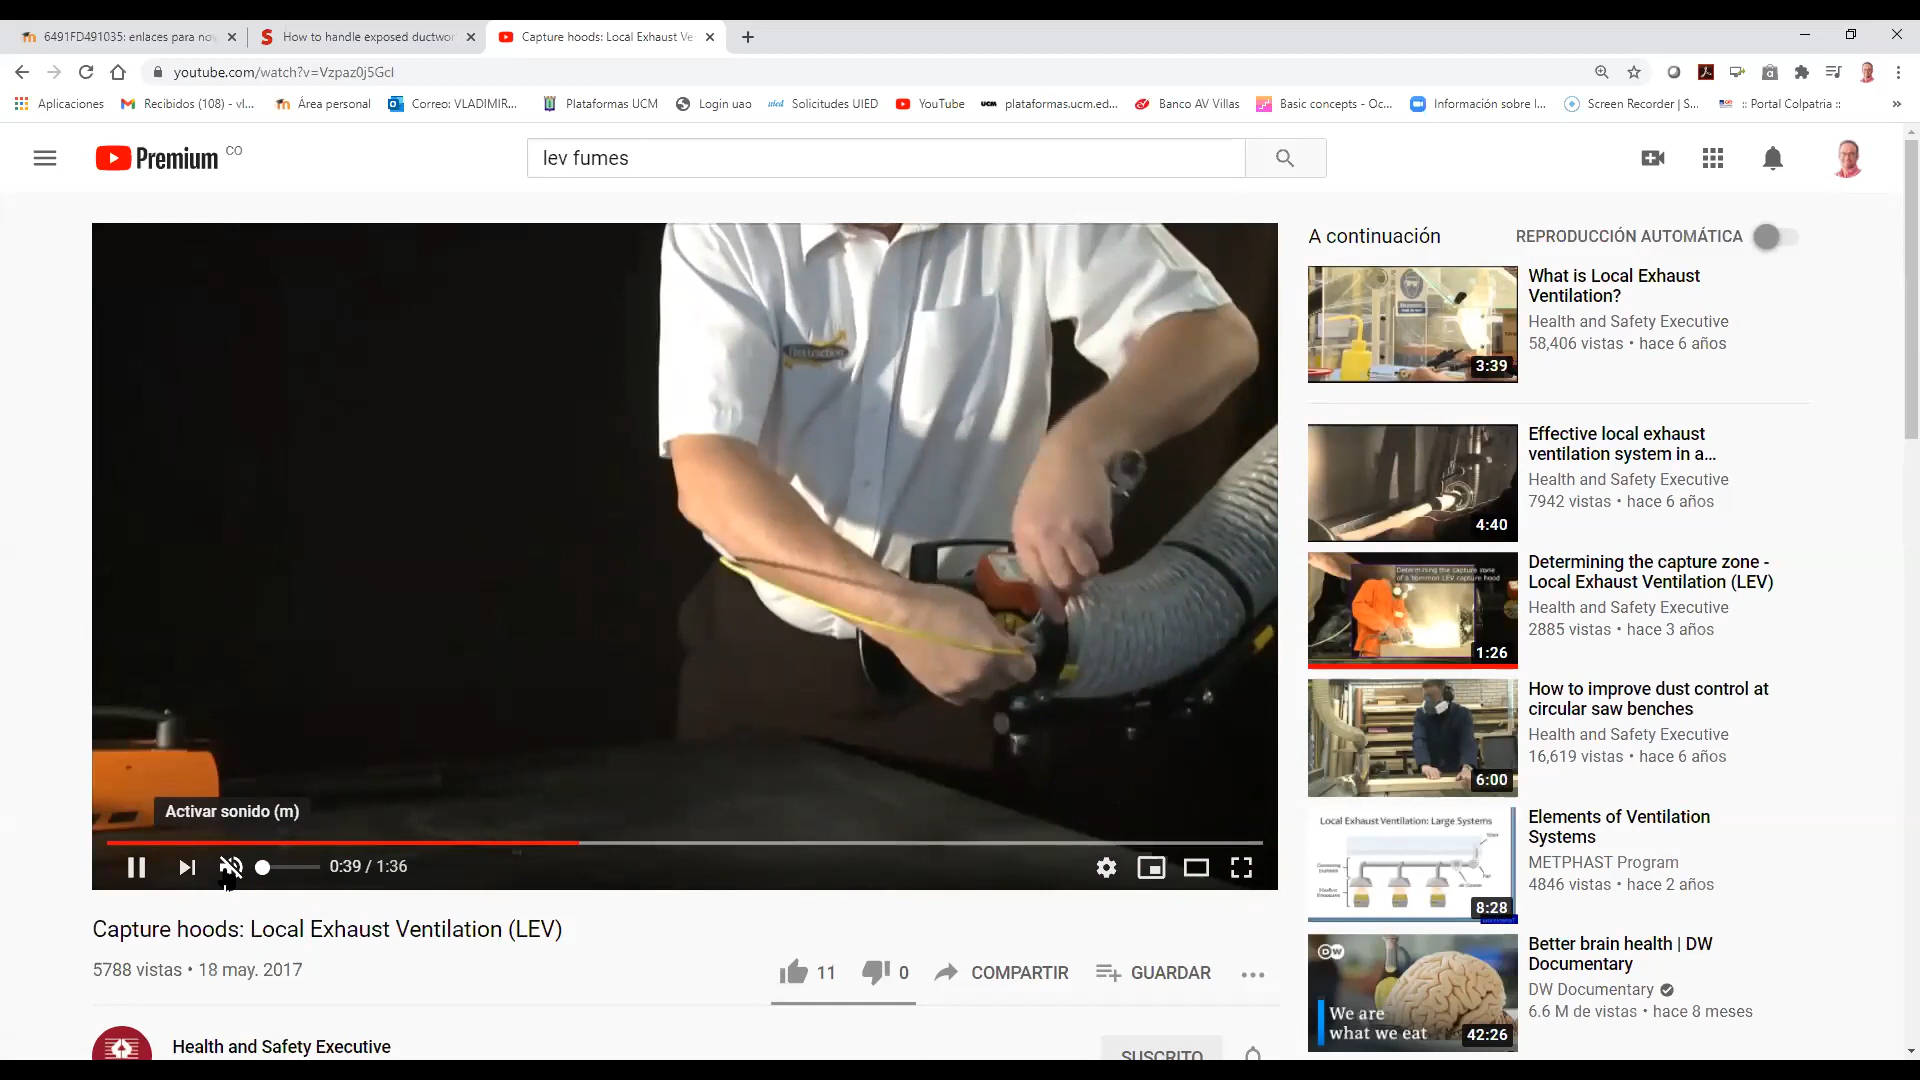 6491FD491035: enlaces para no
How to handle exposed ductwor
Capture hoods: Local Exhaust Ve
youtube.com/watch?v=Vzpaz0j5GcI
Aplicaciones
Recibidos (108) - vl...
Área personal
Correo: VLADIMIR...
Plataformas UCM
Login uao
Solicitudes UIED
YouTube
plataformas.ucm.ed...
Banco AV Villas
Basic concepts - Oc...
Información sobre l...
Screen Recorder | S...
:: Portal Colpatria ::
Premium CO
lev fumes
A continuación
REPRODUCCIÓN AUTOMÁTICA
What is Local Exhaust
Ventilation?
Health and Safety Executive
58,406 vistas • hace 6 años
3:39
Effective local exhaust
ventilation system in a...
Health and Safety Executive
7942 vistas • hace 6 años
4:40
Determining the capture zone
of a common LEV capture hood
Determining the capture zone -
Local Exhaust Ventilation (LEV)
Health and Safety Executive
2885 vistas • hace 3 años
1:26
How to improve dust control at
circular saw benches
Health and Safety Executive
16,619 vistas • hace 6 años
6:00
Local Exhaust Ventilation: Large Systems
Elements of Ventilation
Systems
METPHAST Program
4846 vistas • hace 2 años
8:28
Better brain health | DW
Documentary
DW Documentary
6.6 M de vistas • hace 8 meses
DW
We are
what we eat
42:26
Activar sonido (m)
0:39 / 1:36
Capture hoods: Local Exhaust Ventilation (LEV)
5788 vistas • 18 may. 2017
11
0
COMPARTIR
GUARDAR
Health and Safety Executive
SUSCRITO